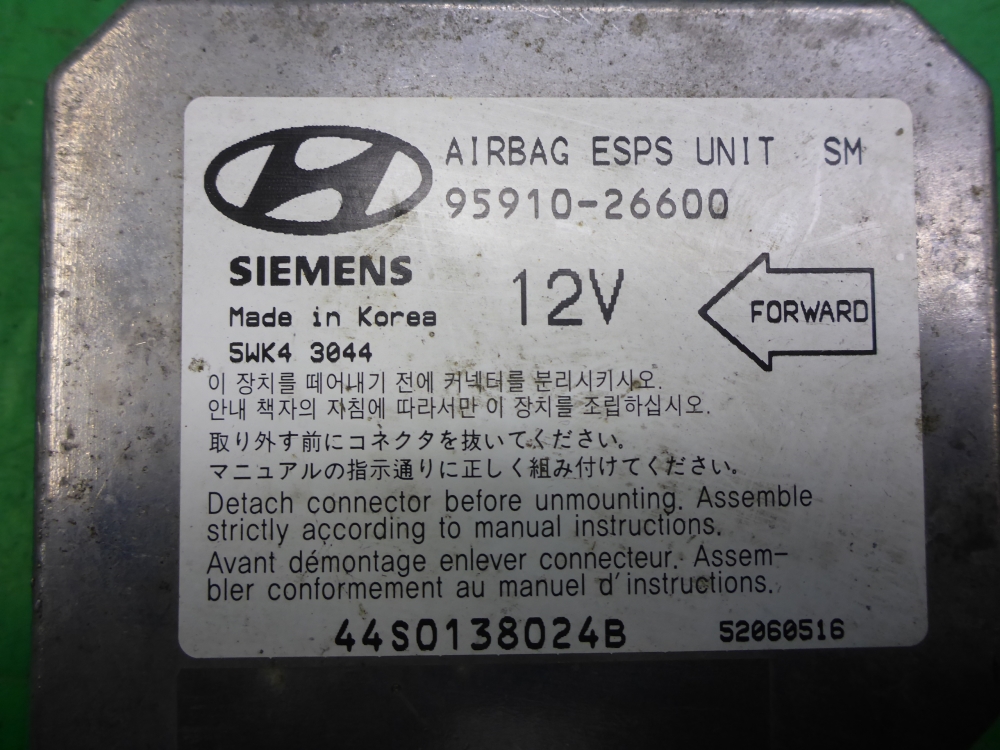 AIRBAG ESPS UNIT SM
95910-26600
SIEMENS
12V
FORWARD
Made in Korea
5WK4 3044
이 장치를 떼어내기 전에 커넥터를 분리시키시오.
안내 책자의 지침에 따라서만 이 장치를 조립하십시오.
取り外す前にコネクタを抜いてください。
マニュアルの指示通りに正しく組み付けてください。
Detach connector before unmounting. Assemble
strictly according to manual instructions.
Avant démontage enlever connecteur. Assem-
bler conformement au manuel d'instructions.
44S0138024B
52060516